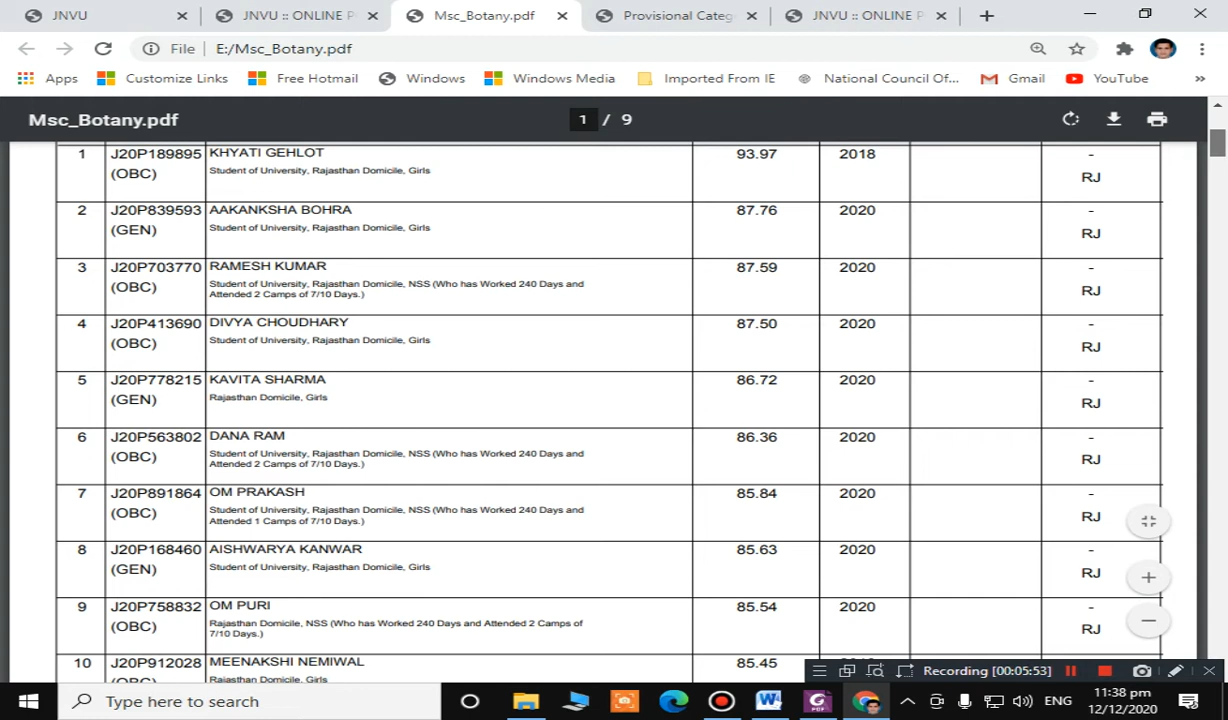 JNVU
JNVU :: ONLINE P
Msc_Botany.pdf
Provisional Categ
JNVU :: ONLINE P
File
E:/Msc_Botany.pdf
Apps
Customize Links
Free Hotmail
Windows
Windows Media
Imported From IE
National Council Of...
Gmail
YouTube
»
Msc_Botany.pdf
1 / 9
1 J20P189895 KHYATI GEHLOT 93.97 2018 -
(OBC) Student of University, Rajasthan Domicile, Girls RJ
2 J20P839593 AAKANKSHA BOHRA 87.76 2020 -
(GEN) Student of University, Rajasthan Domicile, Girls RJ
3 J20P703770 RAMESH KUMAR 87.59 2020 -
(OBC) Student of University, Rajasthan Domicile, NSS (Who has Worked 240 Days and RJ
Attended 2 Camps of 7/10 Days.)
4 J20P413690 DIVYA CHOUDHARY 87.50 2020 -
(OBC) Student of University, Rajasthan Domicile, Girls RJ
5 J20P778215 KAVITA SHARMA 86.72 2020 -
(GEN) Rajasthan Domicile, Girls RJ
6 J20P563802 DANA RAM 86.36 2020 -
(OBC) Student of University, Rajasthan Domicile, NSS (Who has Worked 240 Days and RJ
Attended 2 Camps of 7/10 Days.)
7 J20P891864 OM PRAKASH 85.84 2020 -
(OBC) Student of University, Rajasthan Domicile, NSS (Who has Worked 240 Days and RJ
Attended 1 Camps of 7/10 Days.)
8 J20P168460 AISHWARYA KANWAR 85.63 2020 -
(GEN) Student of University, Rajasthan Domicile, Girls RJ
9 J20P758832 OM PURI 85.54 2020 -
(OBC) Rajasthan Domicile, NSS (Who has Worked 240 Days and Attended 2 Camps of RJ
7/10 Days.)
10 J20P912028 MEENAKSHI NEMIWAL 85.45
(OBC) Rajasthan Domicile, Girls
Recording [00:05:53]
Type here to search
ENG
11:38 pm
12/12/2020